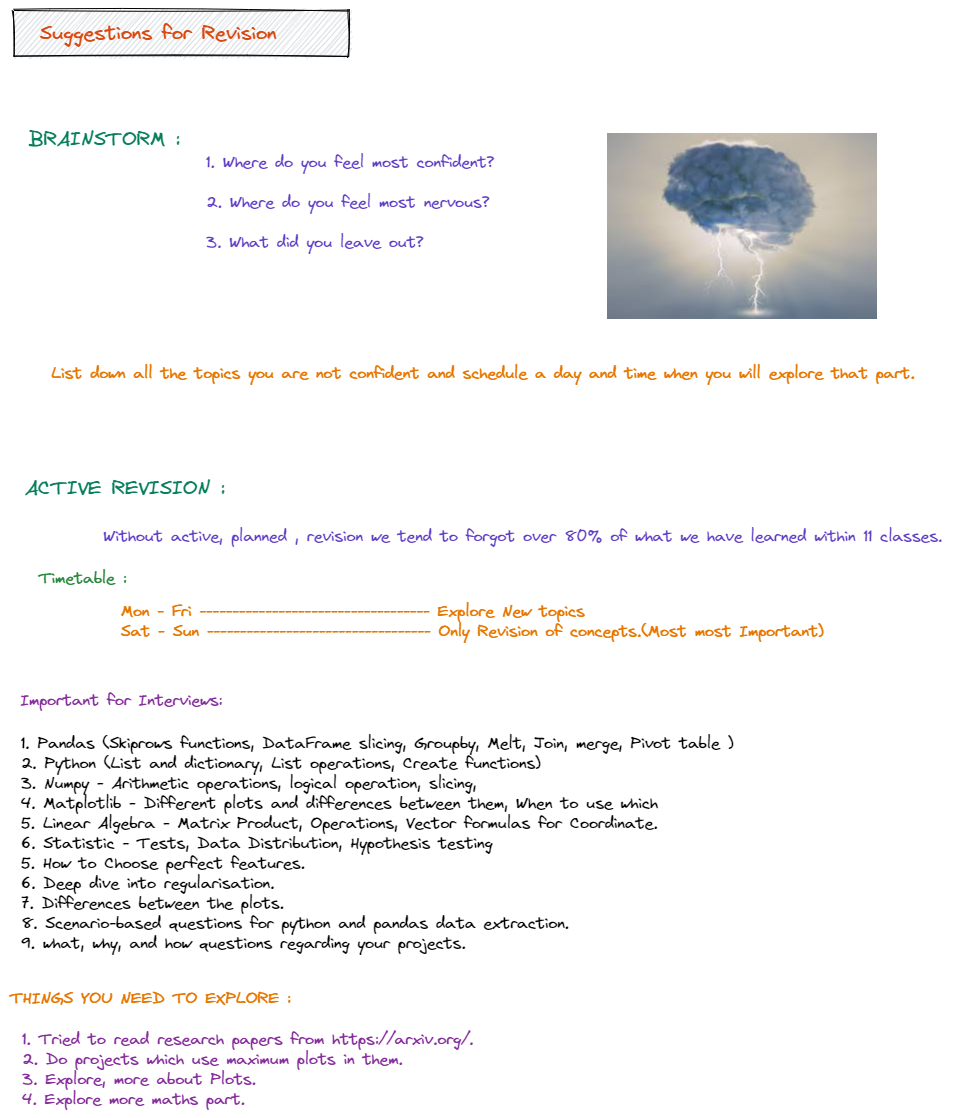 Suggestions for Revision
BRAINSTORM :
1. Where do you feel most confident?
2. Where do you feel most nervous?
3. What did you leave out?
List down all the topics you are not confident and schedule a day and time when you will explore that part.
ACTIVE REVISION :
Without active, planned , revision we tend to forgot over 80% of what we have learned within 11 classes.
Timetable :
Mon - Fri ----------------------------------- Explore New topics
Sat - Sun ---------------------------------- Only Revision of concepts.(Most most Important)
Important for Interviews:
1. Pandas (Skiprows functions, DataFrame slicing, Groupby, Melt, Join, merge, Pivot table )
2. Python (List and dictionary, List operations, Create functions)
3. Numpy - Arithmetic operations, logical operation, slicing,
4. Matplotlib - Different plots and differences between them, When to use which
5. Linear Algebra - Matrix Product, Operations, Vector formulas for Coordinate.
6. Statistic - Tests, Data Distribution, Hypothesis testing
5. How to Choose perfect features.
6. Deep dive into regularisation.
7. Differences between the plots.
8. Scenario-based questions for python and pandas data extraction.
9. what, why, and how questions regarding your projects.
THINGS YOU NEED TO EXPLORE :
1. Tried to read research papers from https://arxiv.org/.
2. Do projects which use maximum plots in them.
3. Explore, more about Plots.
4. Explore more maths part.